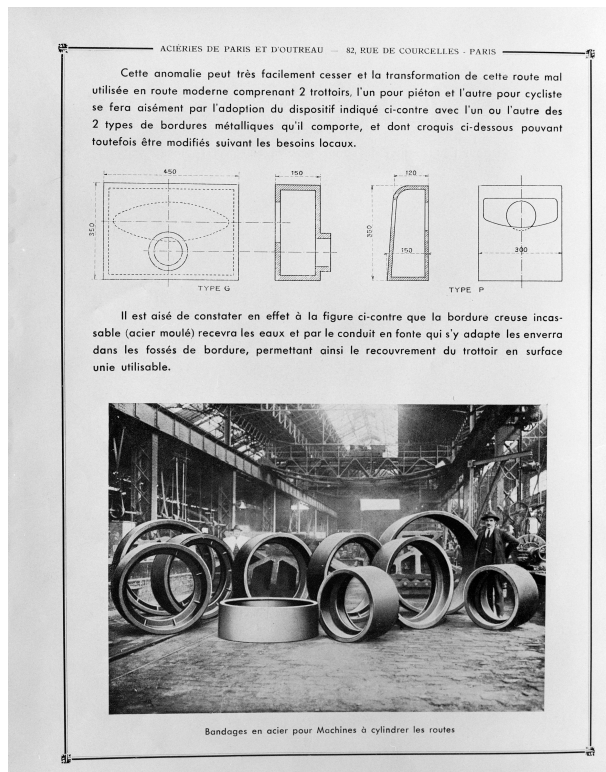 ACIÉRIES DE PARIS ET D'OUTREAU — 82, RUE DE COURCELLES - PARIS
Cette anomalie peut très facilement cesser et la transformation de cette route mal
utilisée en route moderne comprenant 2 trottoirs, l'un pour piéton et l'autre pour cycliste
se fera aisément par l'adoption du dispositif indiqué ci-contre avec l'un ou l'autre des
2 types de bordures métalliques qu'il comporte, et dont croquis ci-dessous pouvant
toutefois être modifiés suivant les besoins locaux.
450 150 120
350 350 150 300
TYPE G TYPE P
Il est aisé de constater en effet à la figure ci-contre que la bordure creuse incas-
sable (acier moulé) recevra les eaux et par le conduit en fonte qui s'y adapte les enverra
dans les fossés de bordure, permettant ainsi le recouvrement du trottoir en surface
unie utilisable.
Bandages en acier pour Machines à cylindrer les routes